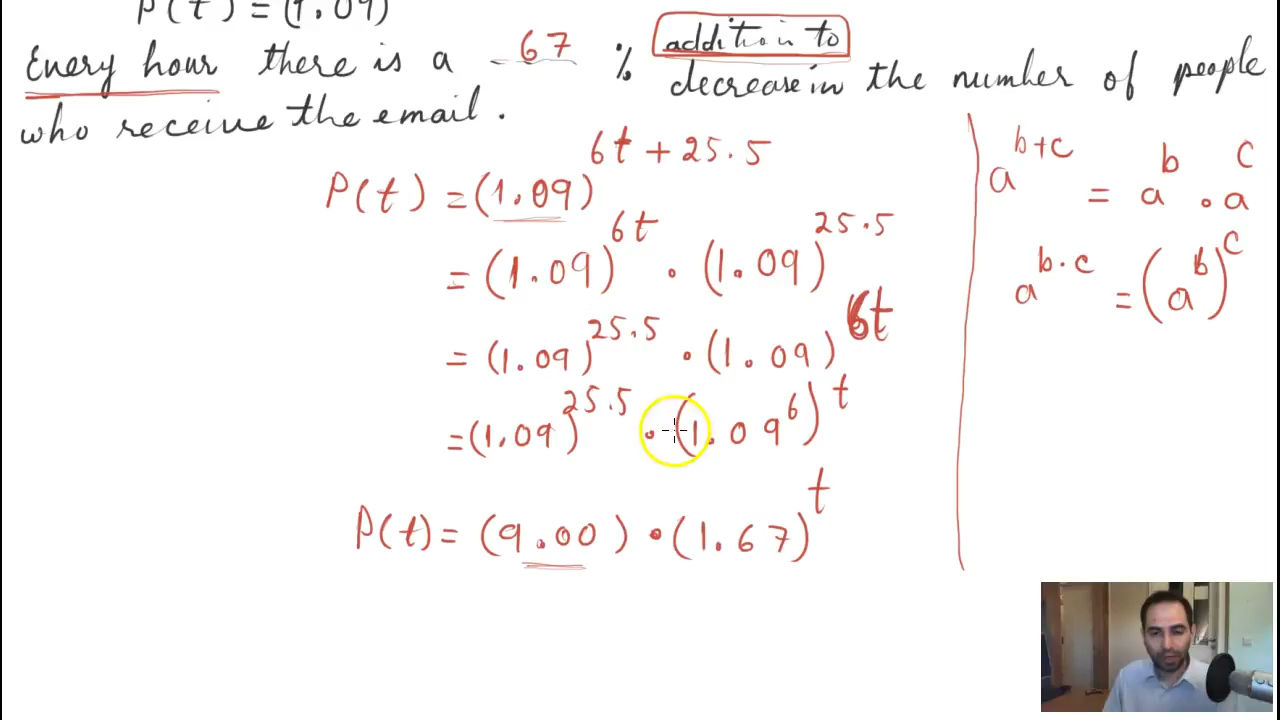 P(t) = (1.09)
Every hour there is a 67 % addition to
decrease in the number of people
who receive the email.
P(t) = (1.09)^6t + 25.5
= (1.09)^6t · (1.09)^25.5
= (1.09)^25.5 · (1.09)^6t
= (1.09)^25.5 · (1.09^6)^t
P(t) = (9.00) · (1.67)^t
a^b+c = a^b · a^c
a^b·c = (a^b)^c